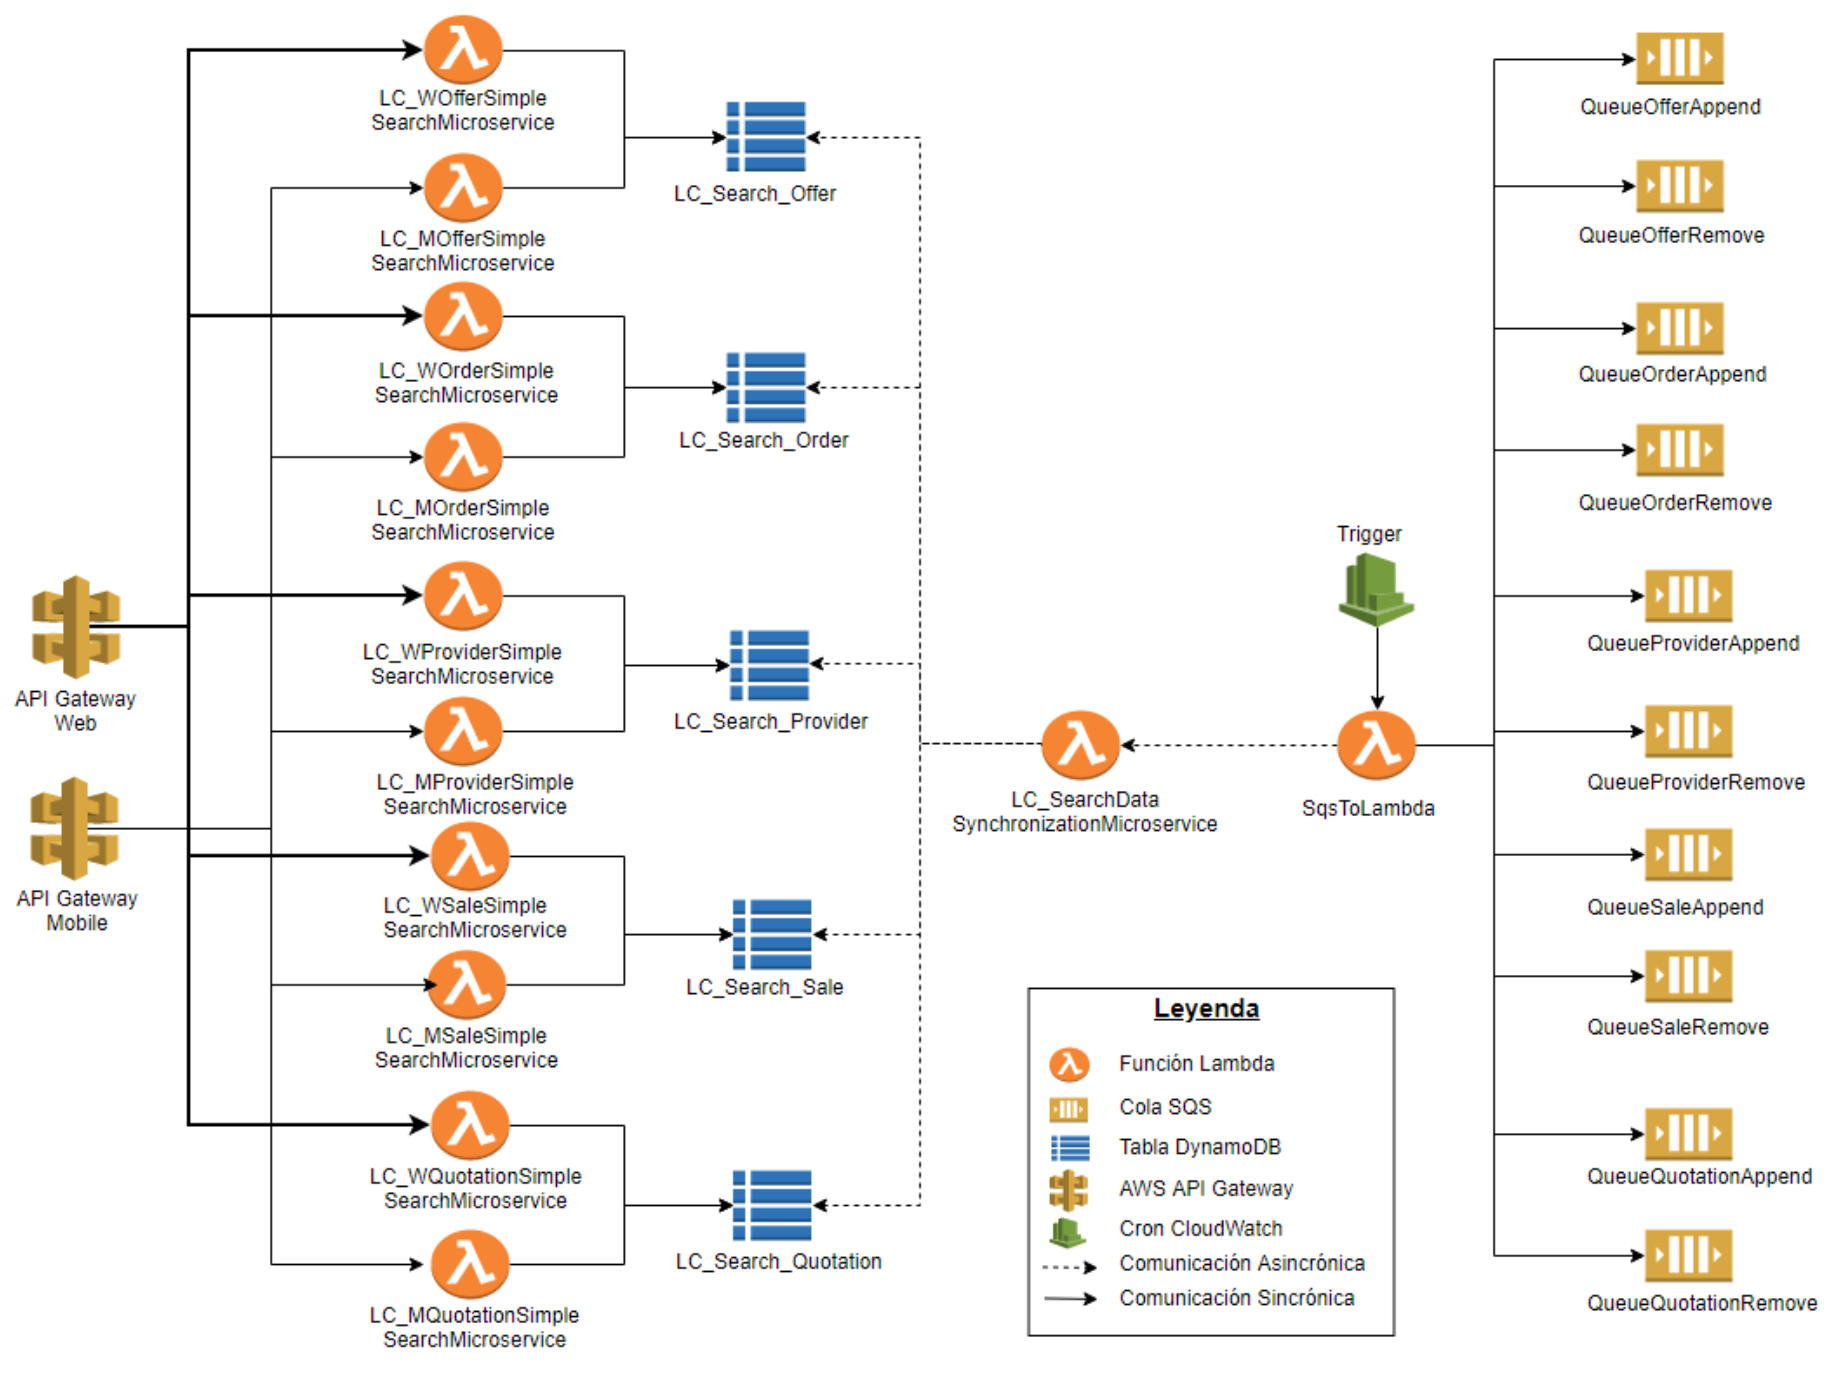 API Gateway
Web
API Gateway
Mobile
LC_WOfferSimple
SearchMicroservice
LC_MOfferSimple
SearchMicroservice
LC_WOrderSimple
SearchMicroservice
LC_MOrderSimple
SearchMicroservice
LC_WProviderSimple
SearchMicroservice
LC_MProviderSimple
SearchMicroservice
LC_WSaleSimple
SearchMicroservice
LC_MSaleSimple
SearchMicroservice
LC_WQuotationSimple
SearchMicroservice
LC_MQuotationSimple
SearchMicroservice
LC_Search_Offer
LC_Search_Order
LC_Search_Provider
LC_Search_Sale
LC_Search_Quotation
LC_SearchData
SynchronizationMicroservice
Trigger
SqsToLambda
QueueOfferAppend
QueueOfferRemove
QueueOrderAppend
QueueOrderRemove
QueueProviderAppend
QueueProviderRemove
QueueSaleAppend
QueueSaleRemove
QueueQuotationAppend
QueueQuotationRemove
Leyenda
Función Lambda
Cola SQS
Tabla DynamoDB
AWS API Gateway
Cron CloudWatch
Comunicación Asincrónica
Comunicación Sincrónica